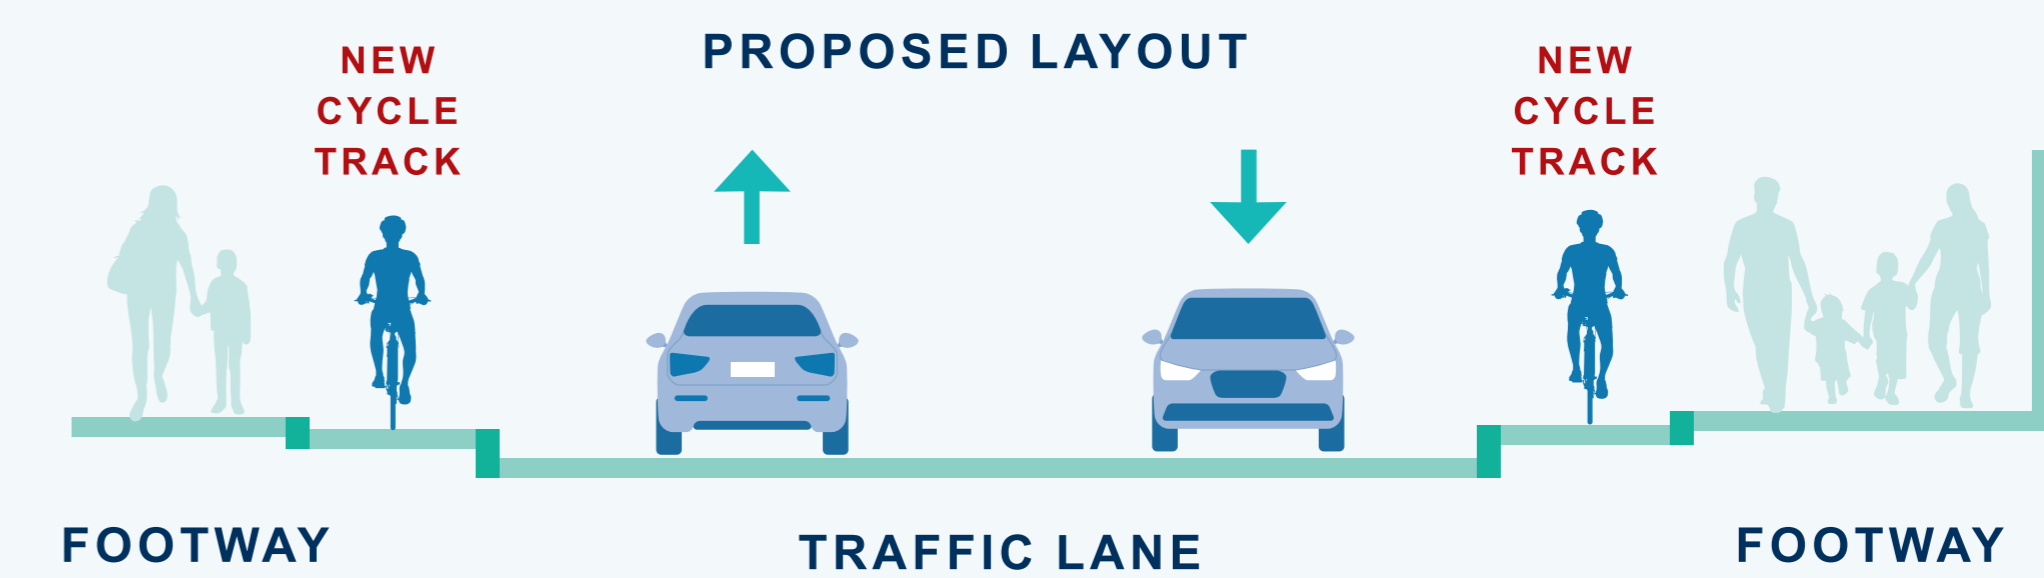 PROPOSED LAYOUT
NEW
CYCLE
TRACK
NEW
CYCLE
TRACK
FOOTWAY
TRAFFIC LANE
FOOTWAY